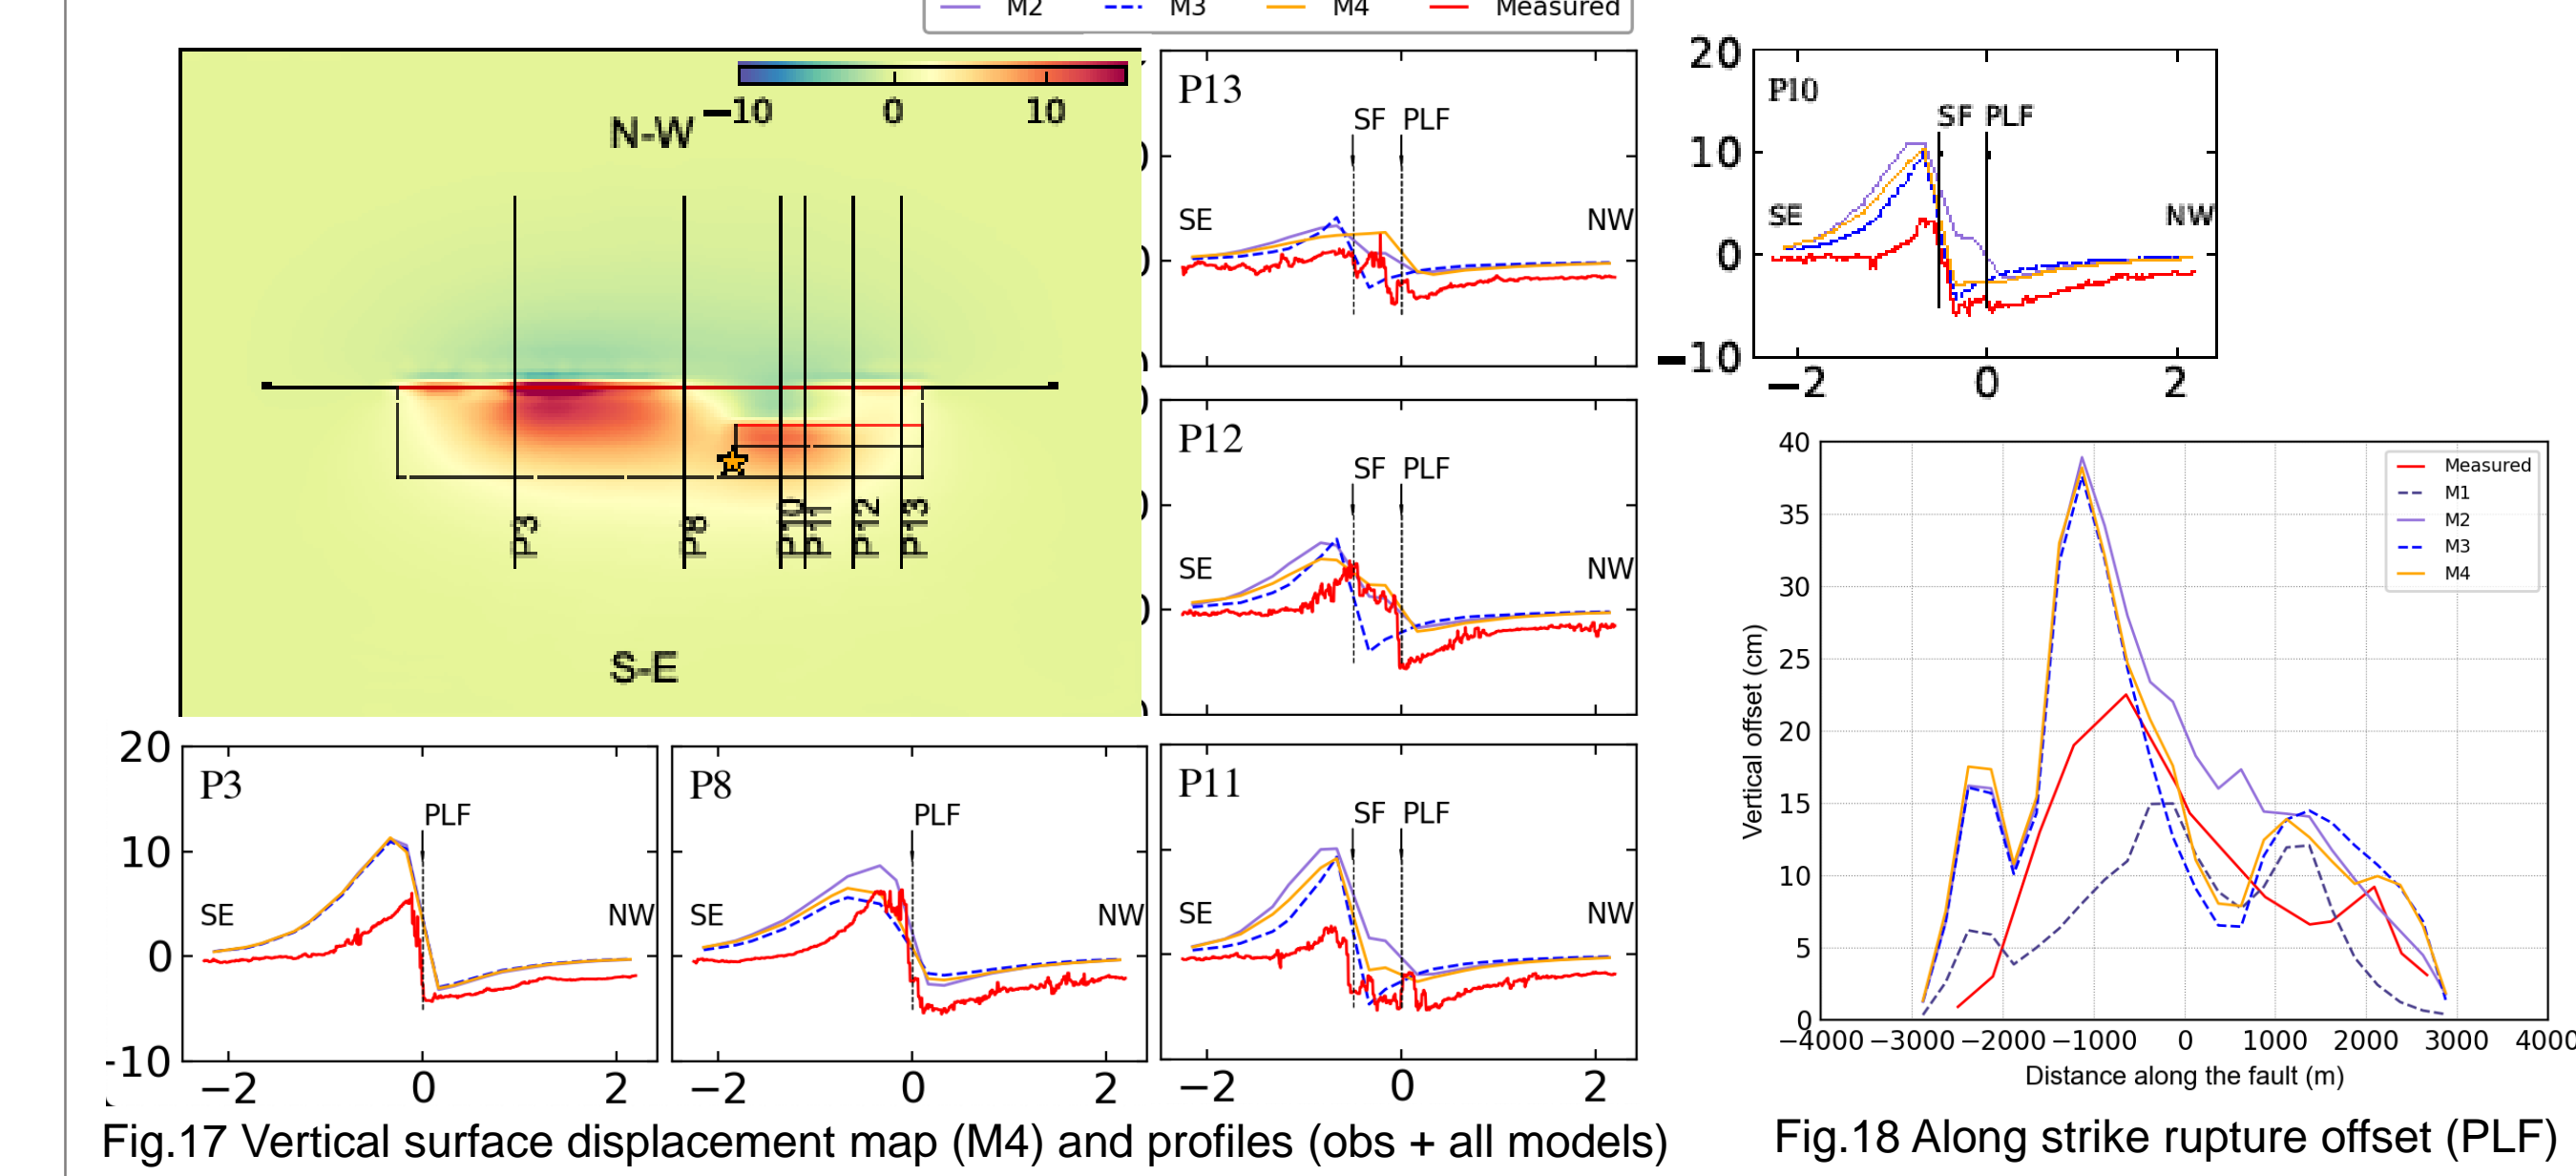 M2 M3 M4 Measured
−10 0 10
N-W
P3 P8 P10 P11 P12 P13
S-E
P13
SF PLF
SE NW
P12
SF PLF
SE NW
20
10
0
-10
P3
PLF
SE NW
−2 0 2
P8
PLF
SE NW
−2 0 2
P11
SF PLF
SE NW
−2 0 2
20
10
0
−10
P10
SF PLF
SE NW
−2 0 2
40
35
30
25
20
15
10
5
0
Vertical offset (cm)
Measured
M1
M2
M3
M4
−4000 −3000 −2000 −1000 0 1000 2000 3000 4000
Distance along the fault (m)
Fig.17 Vertical surface displacement map (M4) and profiles (obs + all models)
Fig.18 Along strike rupture offset (PLF)